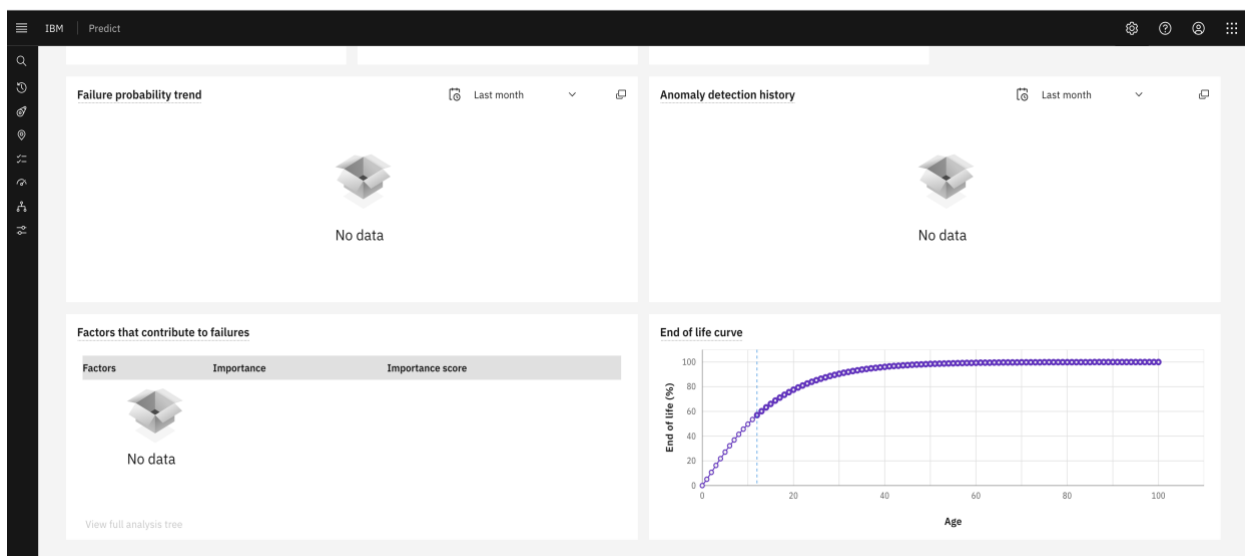 IBM Predict
Failure probability trend
Last month
No data
Anomaly detection history
Last month
No data
Factors that contribute to failures
Factors Importance Importance score
No data
View full analysis tree
End of life curve
End of life (%)
100
80
60
40
20
0
0 20 40 60 80 100
Age